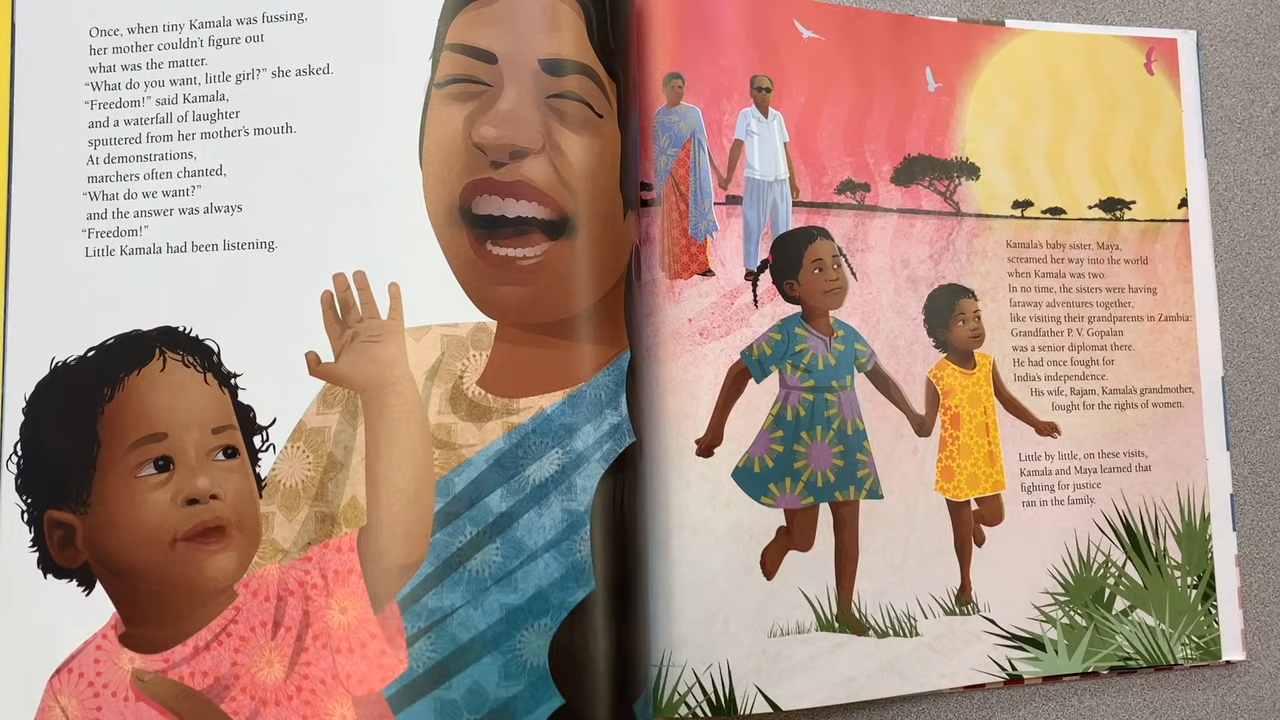 Once, when tiny Kamala was fussing,
her mother couldn't figure out
what was the matter.
"What do you want, little girl?" she asked.
"Freedom!" said Kamala,
and a waterfall of laughter
sputtered from her mother's mouth.
At demonstrations,
marchers often chanted,
"What do we want?"
and the answer was always
"Freedom!"
Little Kamala had been listening.
Kamala's baby sister, Maya,
screamed her way into the world
when Kamala was two.
In no time, the sisters were having
faraway adventures together,
like visiting their grandparents in Zambia:
Grandfather P. V. Gopalan
was a senior diplomat there.
He had once fought for
India's independence.
His wife, Rajam, Kamala's grandmother,
fought for the rights of women.
Little by little, on these visits,
Kamala and Maya learned that
fighting for justice
ran in the family.